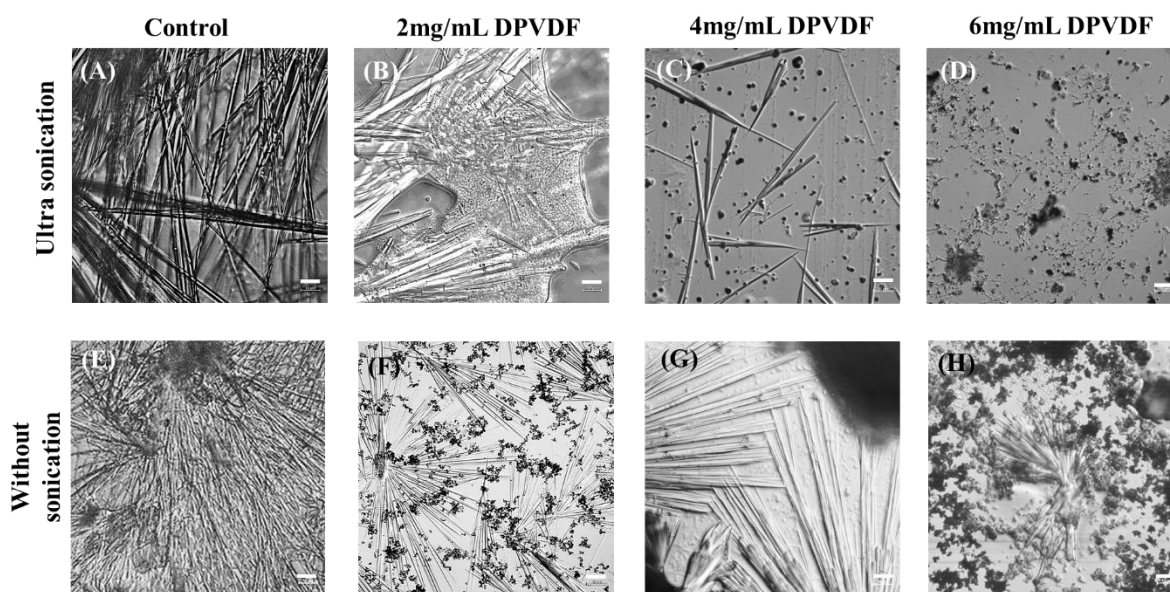 Control
2mg/mL DPVDF
4mg/mL DPVDF
6mg/mL DPVDF
Ultra sonication
(A)
(B)
(C)
(D)
Without
sonication
(E)
(F)
(G)
(H)